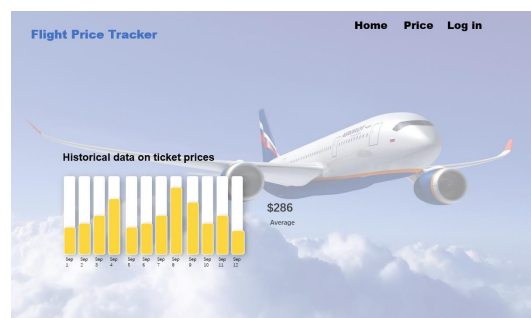 Home Price Log in
Flight Price Tracker
Historical data on ticket prices
$286
Average
Sep Sep Sep Sep Sep Sep Sep Sep Sep Sep Sep Sep
1 2 3 4 5 6 7 8 9 10 11 12